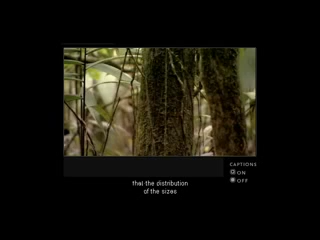 that the distribution
of the sizes
CAPTIONS
ON
OFF